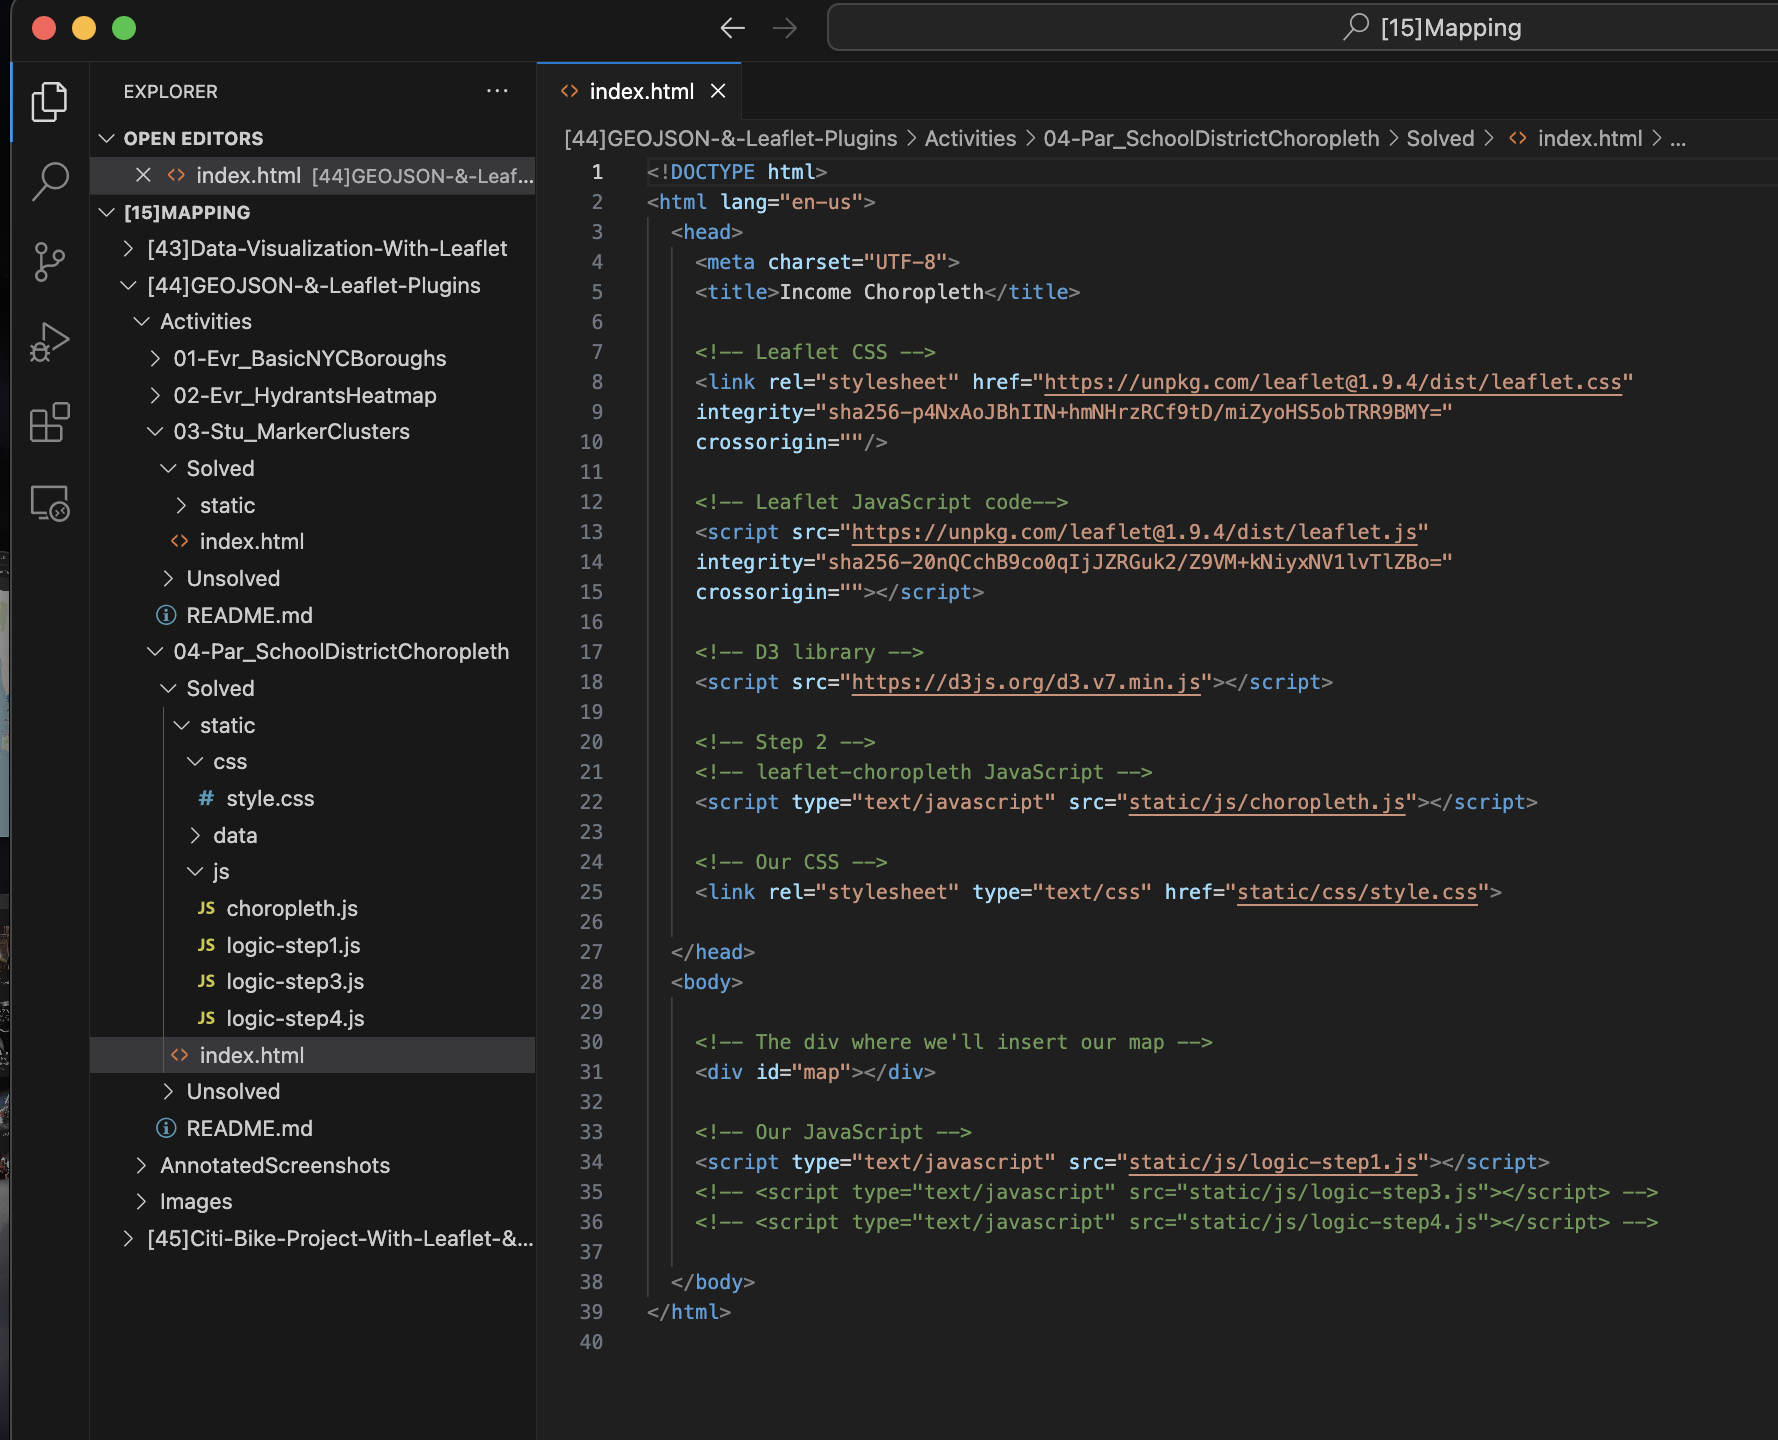 [15]Mapping
EXPLORER
OPEN EDITORS
index.html [44]GEOJSON-&-Leaf...
[15]MAPPING
[43]Data-Visualization-With-Leaflet
[44]GEOJSON-&-Leaflet-Plugins
Activities
01-Evr_BasicNYCBoroughs
02-Evr_HydrantsHeatmap
03-Stu_MarkerClusters
Solved
static
index.html
Unsolved
README.md
04-Par_SchoolDistrictChoropleth
Solved
static
css
# style.css
data
js
JS choropleth.js
JS logic-step1.js
JS logic-step3.js
JS logic-step4.js
index.html
Unsolved
README.md
AnnotatedScreenshots
Images
[45]Citi-Bike-Project-With-Leaflet-&...
index.html
[44]GEOJSON-&-Leaflet-Plugins > Activities > 04-Par_SchoolDistrictChoropleth > Solved > index.html > ...
1 <!DOCTYPE html>
2 <html lang="en-us">
3 <head>
4 <meta charset="UTF-8">
5 <title>Income Choropleth</title>
6
7 <!-- Leaflet CSS -->
8 <link rel="stylesheet" href="https://unpkg.com/leaflet@1.9.4/dist/leaflet.css"
9 integrity="sha256-p4NxAoJBhIIN+hmNHrzRCf9tD/miZyoHS5obTRR9BMY="
10 crossorigin=""/>
11
12 <!-- Leaflet JavaScript code-->
13 <script src="https://unpkg.com/leaflet@1.9.4/dist/leaflet.js"
14 integrity="sha256-20nQCchB9co0qIjJZRGuk2/Z9VM+kNiyxNV1lvTlZBo="
15 crossorigin=""></script>
16
17 <!-- D3 library -->
18 <script src="https://d3js.org/d3.v7.min.js"></script>
19
20 <!-- Step 2 -->
21 <!-- leaflet-choropleth JavaScript -->
22 <script type="text/javascript" src="static/js/choropleth.js"></script>
23
24 <!-- Our CSS -->
25 <link rel="stylesheet" type="text/css" href="static/css/style.css">
26
27 </head>
28 <body>
29
30 <!-- The div where we'll insert our map -->
31 <div id="map"></div>
32
33 <!-- Our JavaScript -->
34 <script type="text/javascript" src="static/js/logic-step1.js"></script>
35 <!-- <script type="text/javascript" src="static/js/logic-step3.js"></script> -->
36 <!-- <script type="text/javascript" src="static/js/logic-step4.js"></script> -->
37
38 </body>
39 </html>
40